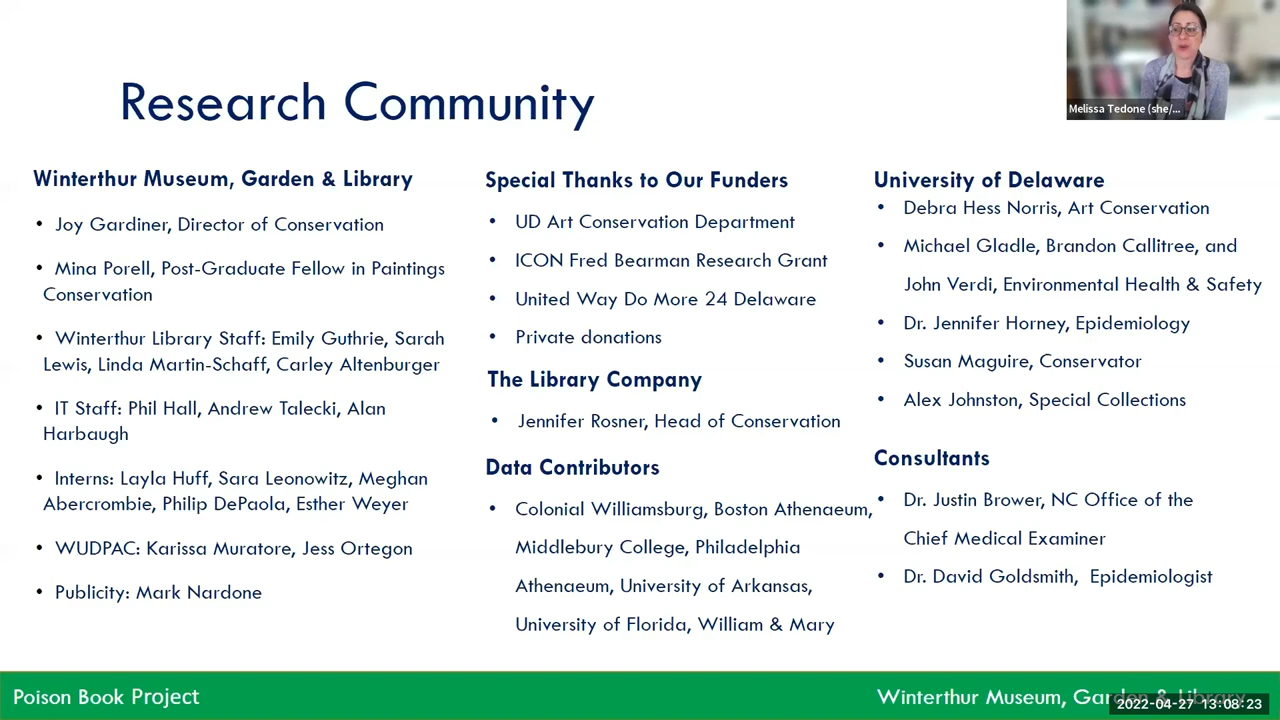 Research Community
Melissa Tedone (she/...
Winterthur Museum, Garden & Library
• Joy Gardiner, Director of Conservation
• Mina Porell, Post-Graduate Fellow in Paintings
Conservation
• Winterthur Library Staff: Emily Guthrie, Sarah
Lewis, Linda Martin-Schaff, Carley Altenburger
• IT Staff: Phil Hall, Andrew Talecki, Alan
Harbaugh
• Interns: Layla Huff, Sara Leonowitz, Meghan
Abercrombie, Philip DePaola, Esther Weyer
• WUDPAC: Karissa Muratore, Jess Ortegon
• Publicity: Mark Nardone
Special Thanks to Our Funders
• UD Art Conservation Department
• ICON Fred Bearman Research Grant
• United Way Do More 24 Delaware
• Private donations
The Library Company
• Jennifer Rosner, Head of Conservation
Data Contributors
• Colonial Williamsburg, Boston Athenaeum,
Middlebury College, Philadelphia
Athenaeum, University of Arkansas,
University of Florida, William & Mary
University of Delaware
• Debra Hess Norris, Art Conservation
• Michael Gladle, Brandon Callitree, and
John Verdi, Environmental Health & Safety
• Dr. Jennifer Horney, Epidemiology
• Susan Maguire, Conservator
• Alex Johnston, Special Collections
Consultants
• Dr. Justin Brower, NC Office of the
Chief Medical Examiner
• Dr. David Goldsmith, Epidemiologist
Poison Book Project
Winterthur Museum, Garden & Library
2022-04-27 13:08:23